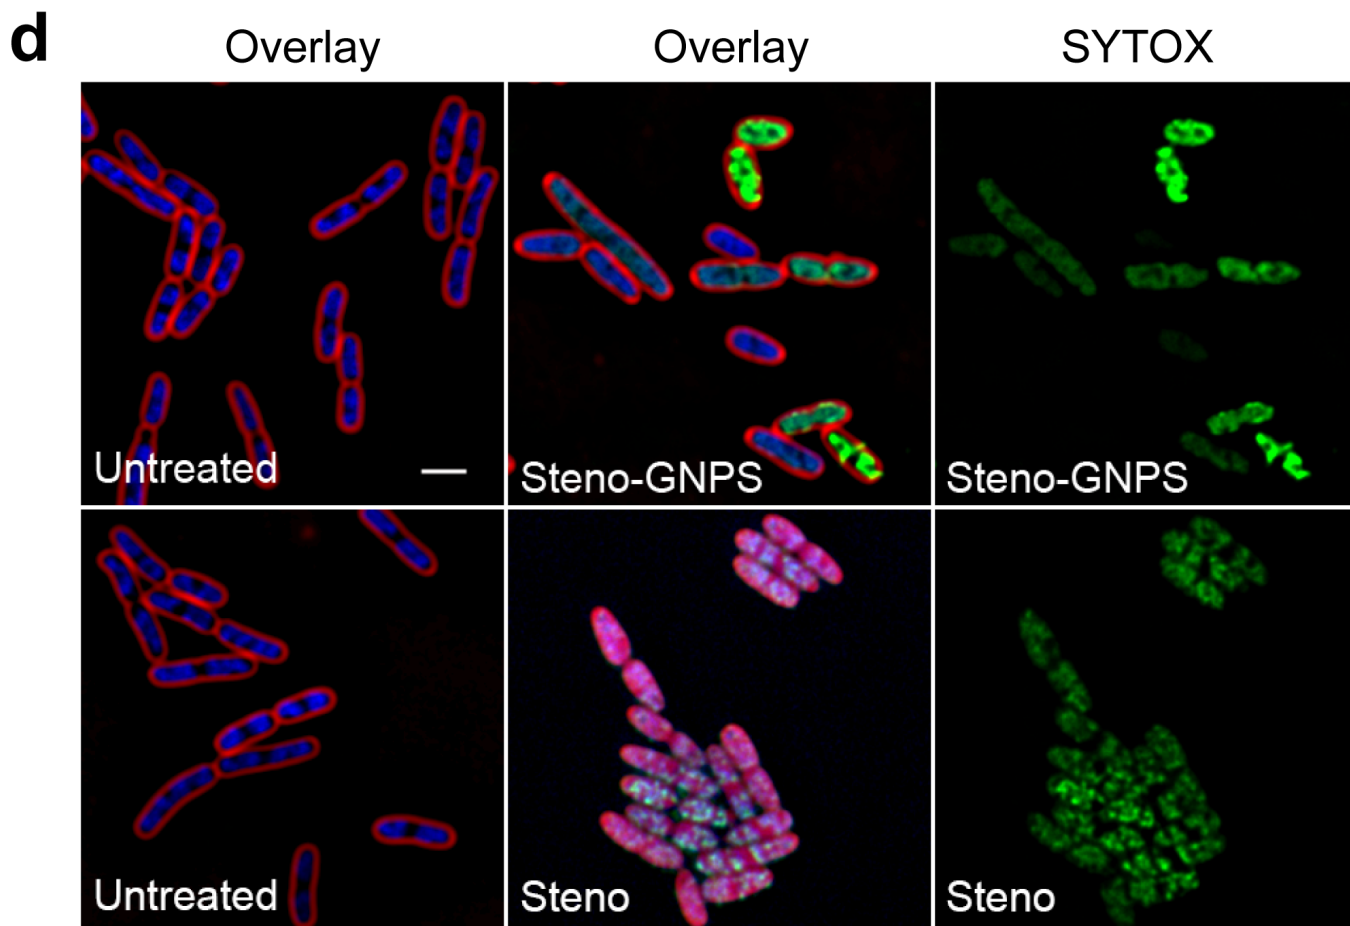 d
Overlay
Overlay
SYTOX
Untreated
Steno-GNPS
Steno-GNPS
Untreated
Steno
Steno